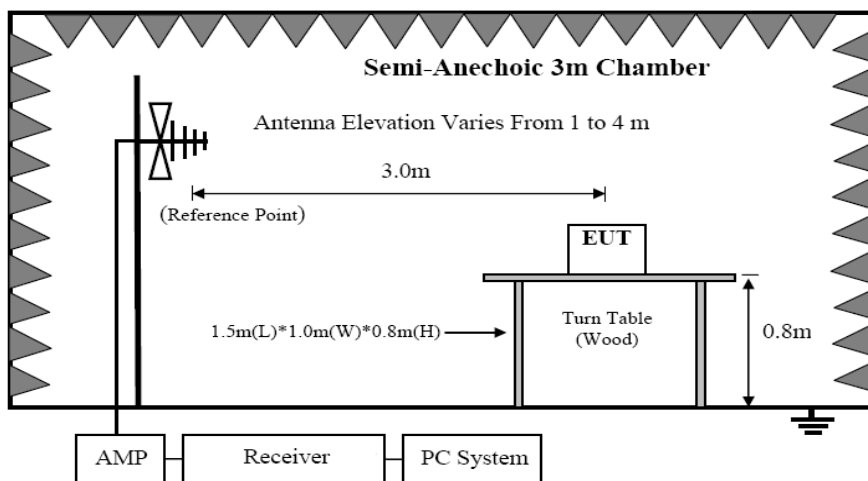 Semi-Anechoic 3m Chamber
Antenna Elevation Varies From 1 to 4 m
3.0m
(Reference Point)
EUT
1.5m(L)*1.0m(W)*0.8m(H)
Turn Table
(Wood)
0.8m
AMP
Receiver
PC System